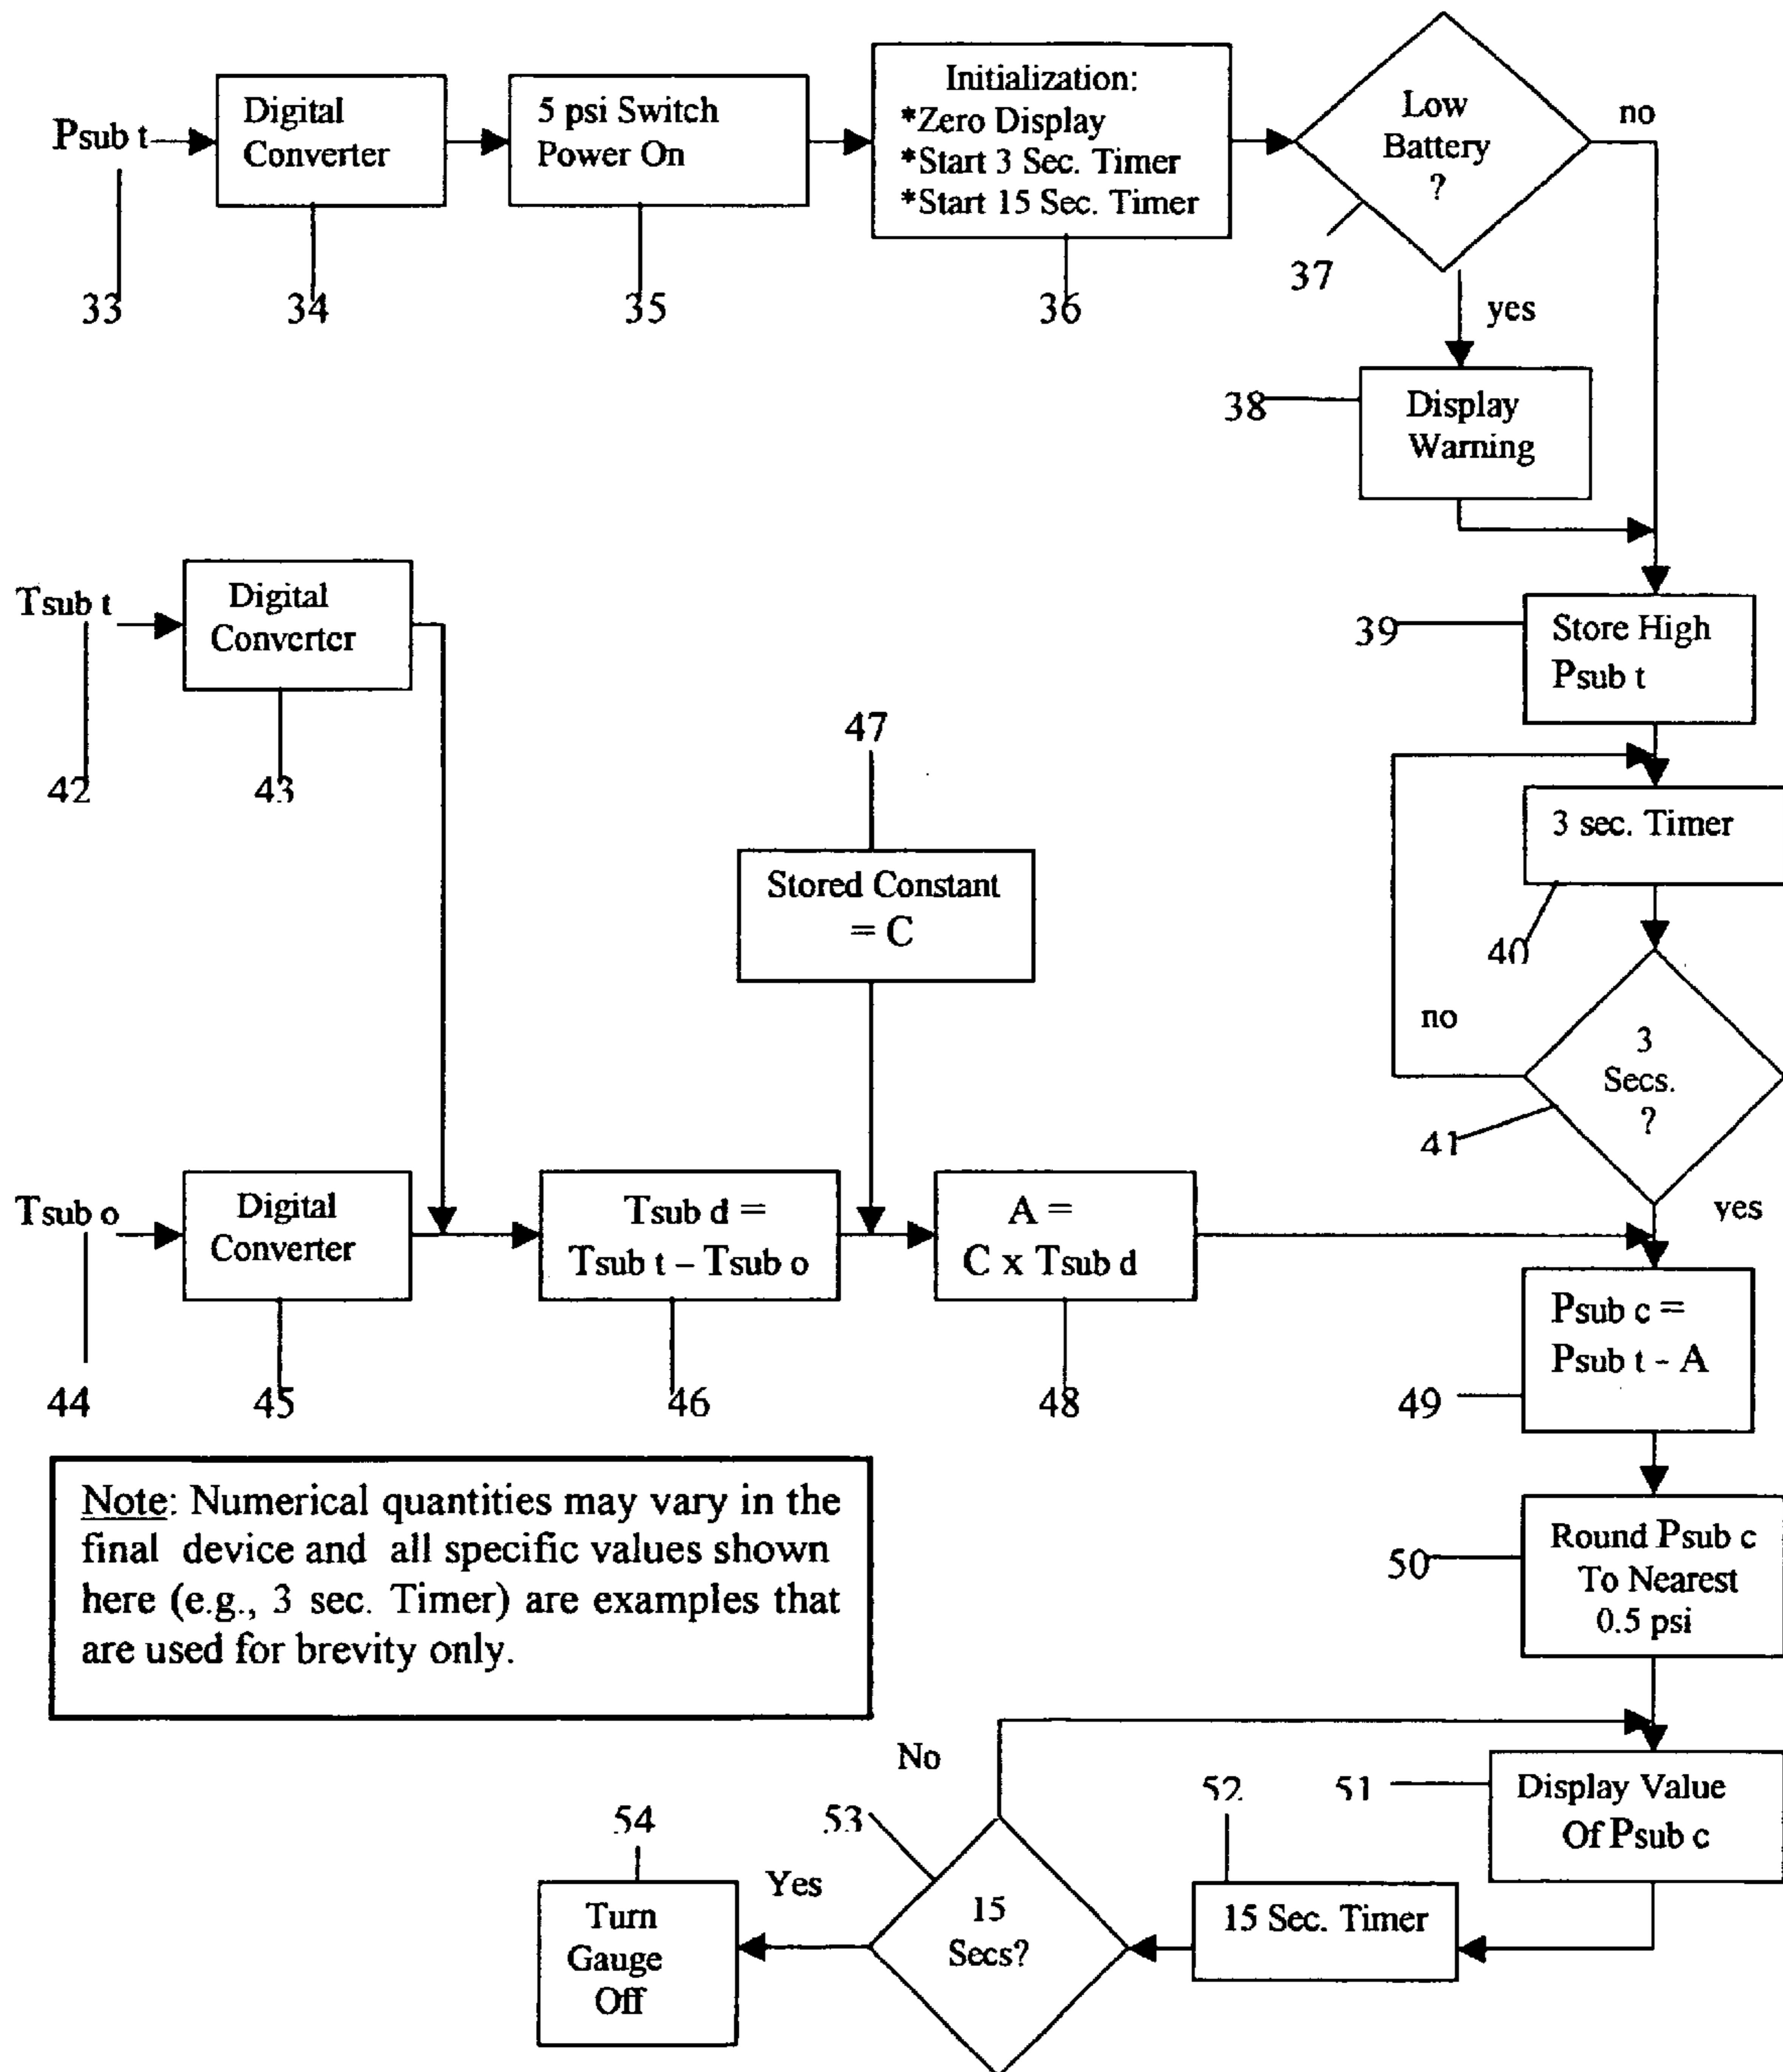 Psub t
Digital
Converter
5 psi Switch
Power On
Initialization:
*Zero Display
*Start 3 Sec. Timer
*Start 15 Sec. Timer
Low
Battery
?
no
33
34
35
36
37
yes
38
Display
Warning
Tsub t
Digital
Converter
39
Store High
Psub t
42
43
47
Stored Constant
= C
3 sec. Timer
40
no
3
Secs.
?
41
yes
Tsub o
Digital
Converter
Tsub d =
Tsub t – Tsub o
A =
C x Tsub d
Psub c =
Psub t - A
44
45
46
48
49
Note: Numerical quantities may vary in the
final device and all specific values shown
here (e.g., 3 sec. Timer) are examples that
are used for brevity only.
50
Round Psub c
To Nearest
0.5 psi
No
54
53
52
51
Display Value
Of Psub c
Yes
Turn
Gauge
Off
15
Secs?
15 Sec. Timer